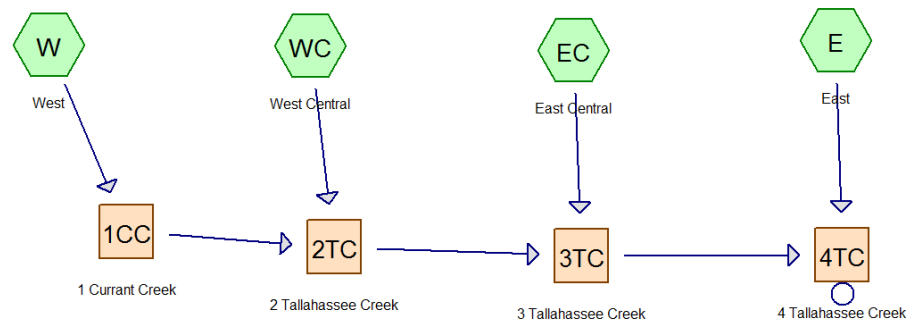 W
WC
EC
E
West
West Central
East Central
East
1CC
2TC
3TC
4TC
1 Currant Creek
2 Tallahassee Creek
3 Tallahassee Creek
4 Tallahassee Creek